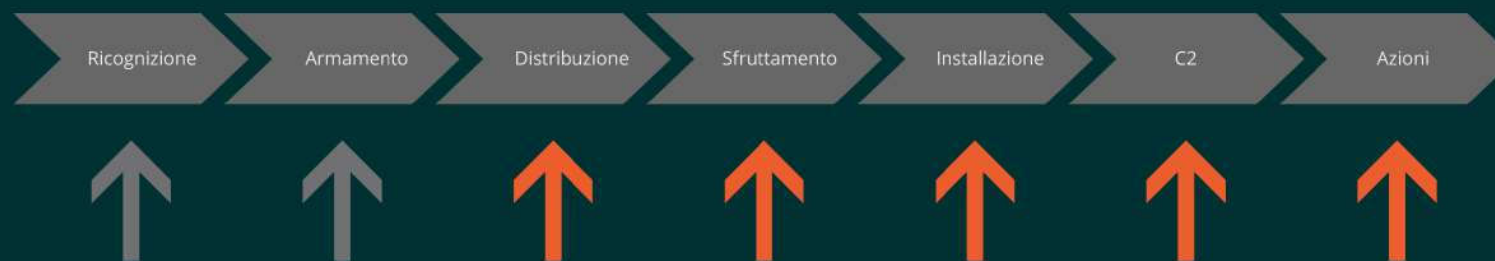 Ricognizione
Armamento
Distribuzione
Sfruttamento
Installazione
C2
Azioni